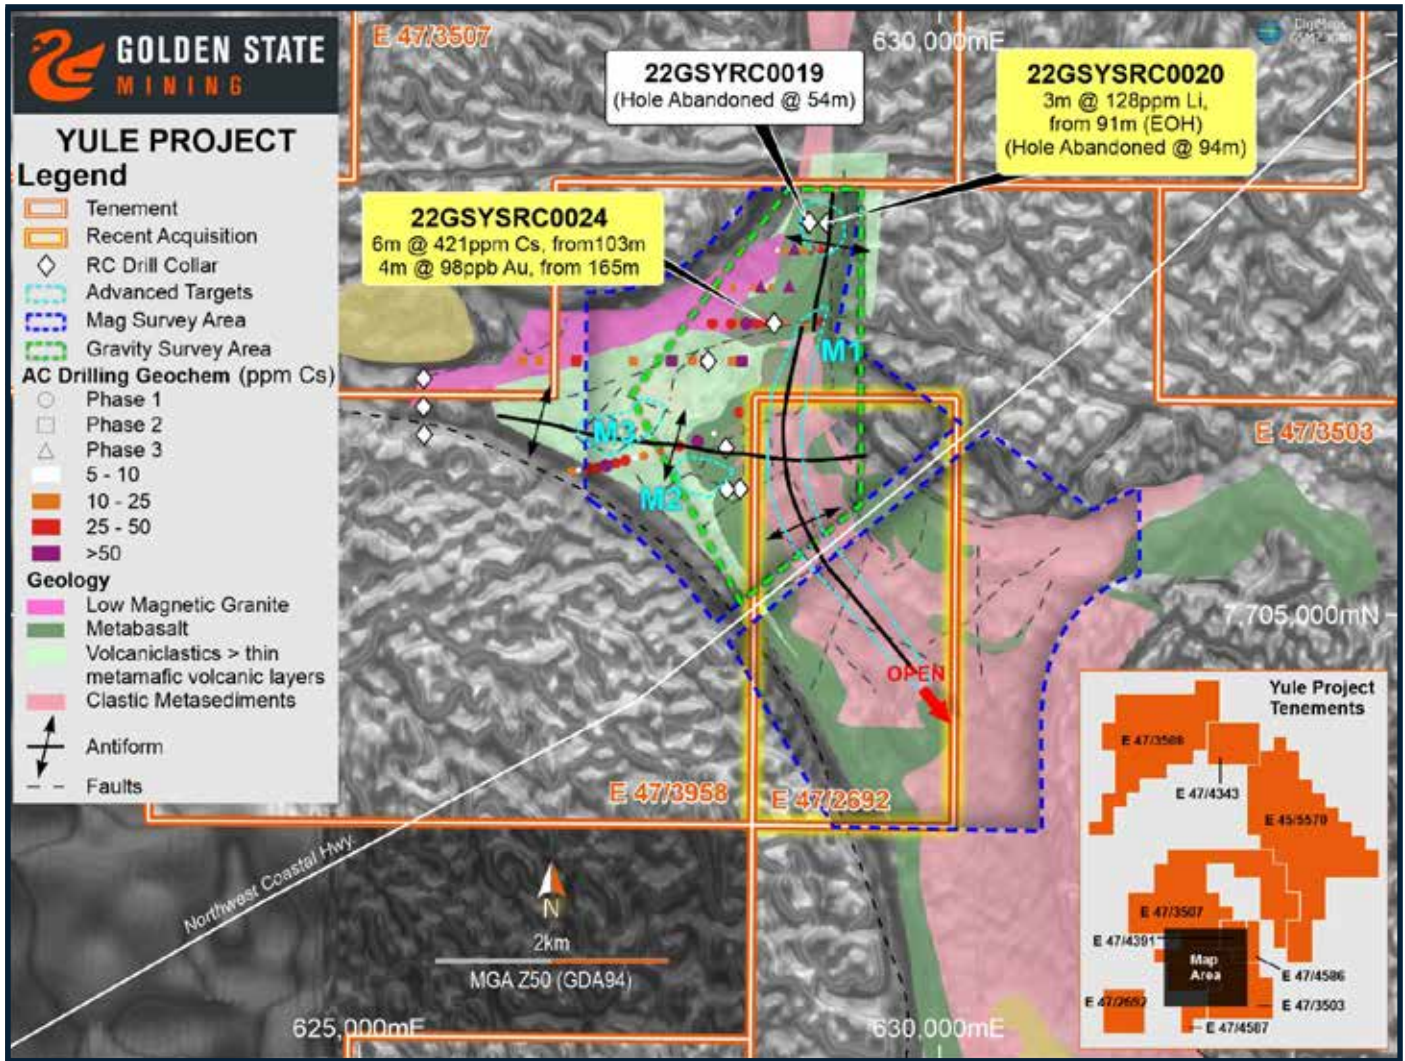 GOLDEN STATE
MINING
YULE PROJECT
Legend
Tenement
Recent Acquisition
RC Drill Collar
Advanced Targets
Mag Survey Area
Gravity Survey Area
AC Drilling Geochem (ppm Cs)
Phase 1
Phase 2
Phase 3
5 - 10
10 - 25
25 - 50
>50
Geology
Low Magnetic Granite
Metabasalt
Volcaniclastics > thin
metamafic volcanic layers
Clastic Metasediments
Antiform
Faults
E 47/3507
630,000mE
22GSYRC0019
(Hole Abandoned @ 54m)
22GSYSRC0020
3m @ 128ppm Li,
from 91m (EOH)
(Hole Abandoned @ 94m)
22GSYSRC0024
6m @ 421ppm Cs, from103m
4m @ 98ppb Au, from 165m
M1
M3
M2
E 47/3503
7,705,000mN
OPEN
E 47/3958
E 47/2692
Northwest Coastal Hwy
N
2km
MGA Z50 (GDA94)
625,000mE
630,000mE
Yule Project
Tenements
E 47/4343
E 45/5570
E 47/3507
E 47/4391
Map
Area
E 47/4586
E 47/2692
E 47/3503
E 47/4587